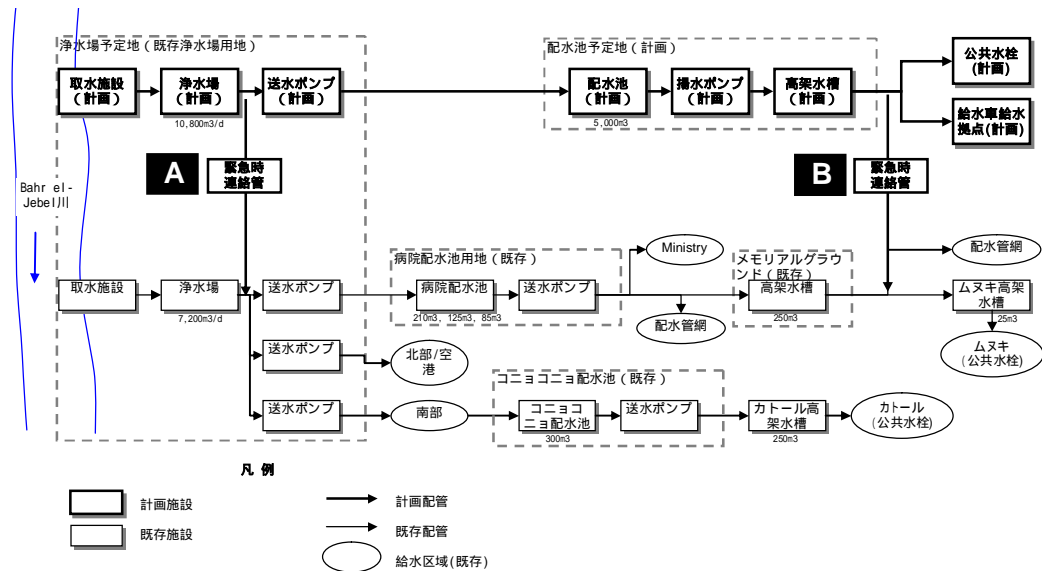 浄水場予定地(既存浄水場用地)
配水池予定地(計画)
取水施設
(計画)
浄水場
(計画)
送水ポンプ
(計画)
配水池
(計画)
揚水ポンプ
(計画)
高架水槽
(計画)
公共水栓
(計画)
10,800m3/d
5,000m3
給水車給水
拠点(計画)
A
緊急時
連絡管
B
緊急時
連絡管
Bahr el-
Jebel川
病院配水池用地(既存)
Ministry
メモリアルグラウ
ンド(既存)
配水管網
取水施設
浄水場
送水ポンプ
病院配水池
送水ポンプ
高架水槽
ムヌキ高架
水槽
7,200m3/d
210m3, 125m3, 85m3
250m3
25m3
配水管網
送水ポンプ
北部/空
港
ムヌキ
(公共水栓)
コニョコニョ配水池(既存)
送水ポンプ
南部
コニョコ
ニョ配水池
送水ポンプ
カトール高
架水槽
カトール
(公共水栓)
300m3
250m3
凡 例
計画施設
計画配管
既存施設
既存配管
給水区域(既存)